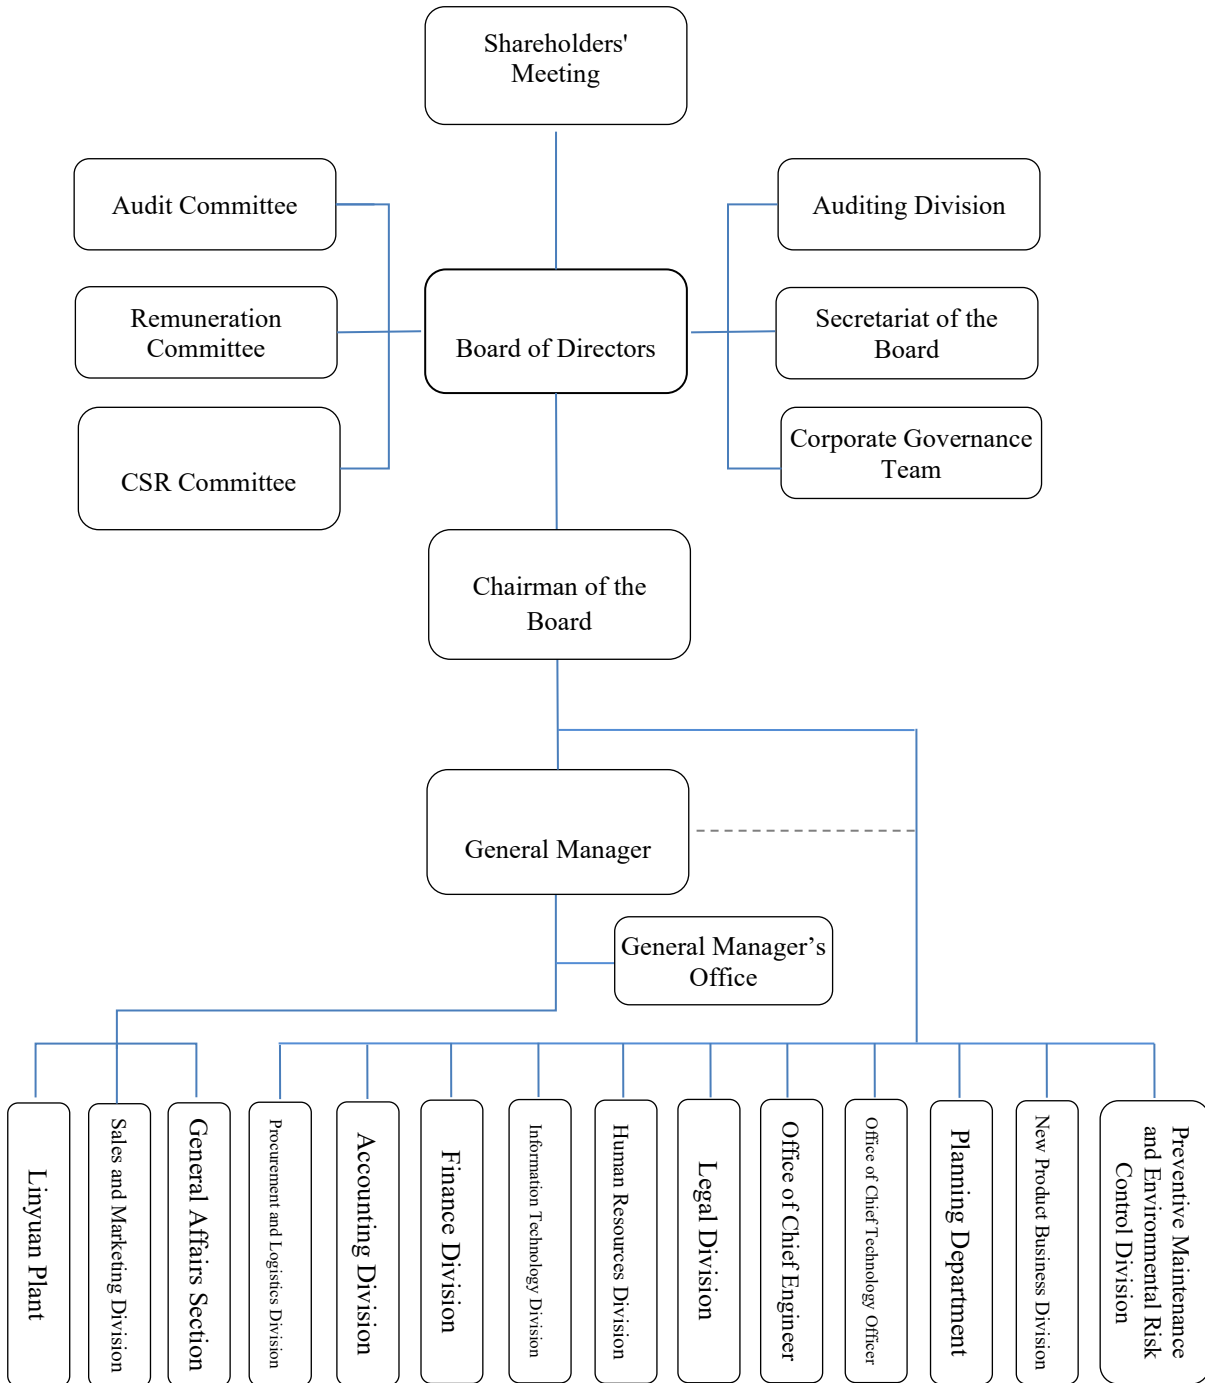 Shareholders'
Meeting
Audit Committee
Auditing Division
Remuneration
Committee
Board of Directors
Secretariat of the
Board
CSR Committee
Corporate Governance
Team
Chairman of the
Board
General Manager
General Manager’s
Office
Linyuan Plant
Sales and Marketing Division
General Affairs Section
Procurement and Logistics Division
Accounting Division
Finance Division
Information Technology Division
Human Resources Division
Legal Division
Office of Chief Engineer
Office of Chief Technology Officer
Planning Department
New Product Business Division
Preventive Maintenance
and Environmental Risk
Control Division